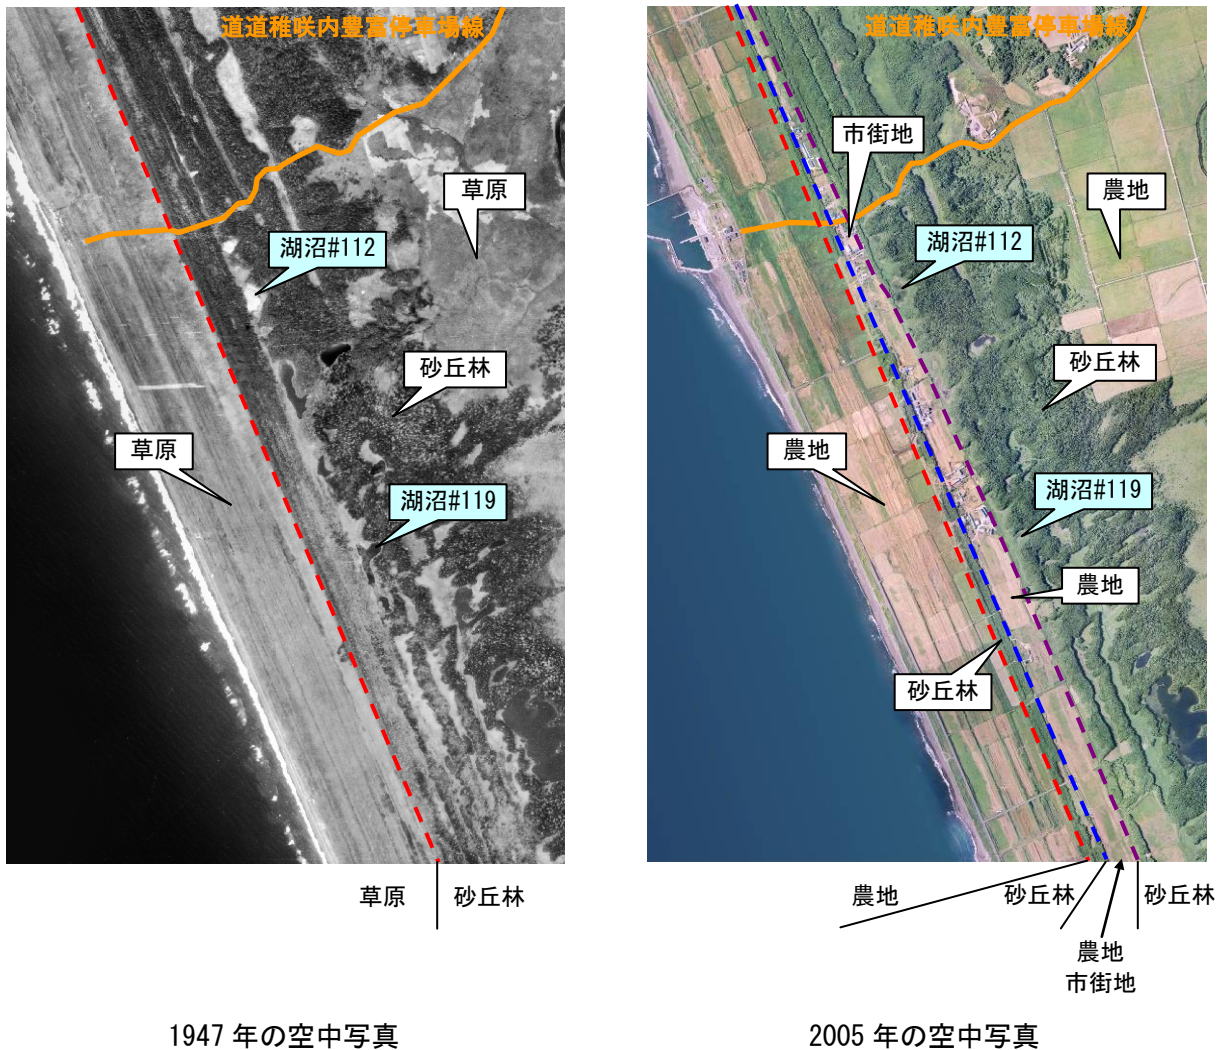 道道稚咲内豊富停車場線
草原
湖沼#112
砂丘林
草原
湖沼#119
草原
砂丘林
1947 年の空中写真
道道稚咲内豊富停車場線
市街地
農地
湖沼#112
砂丘林
農地
湖沼#119
農地
砂丘林
農地
砂丘林
砂丘林
農地
市街地
2005 年の空中写真